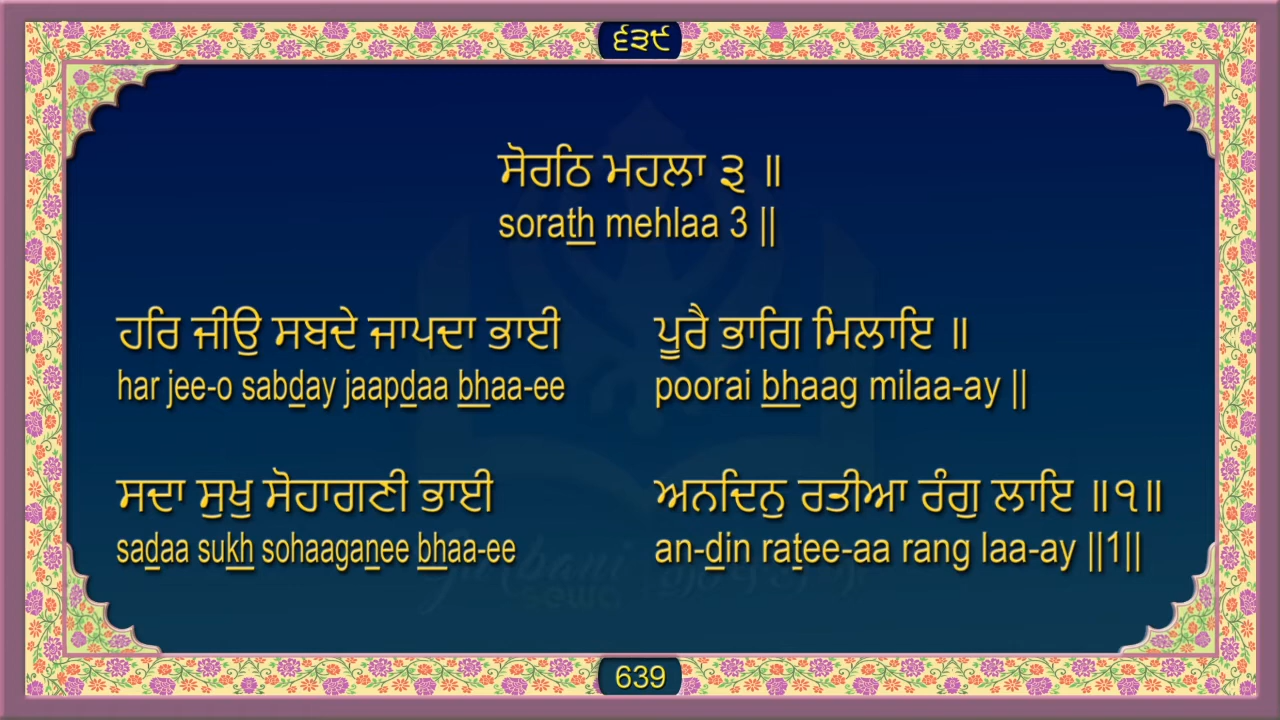 ੬੩੯
ਸੋਰਠਿ ਮਹਲਾ ੩ ॥
sorath mehlaa 3 ||
ਹਰਿ ਜੀਉ ਸਬਦੇ ਜਾਪਦਾ ਭਾਈ ਪੂਰੈ ਭਾਗਿ ਮਿਲਾਇ ॥
har jee-o sabday jaapdaa bhaa-ee poorai bhaag milaa-ay ||
ਸਦਾ ਸੁਖੁ ਸੋਹਾਗਣੀ ਭਾਈ ਅਨਦਿਨੁ ਰਤੀਆ ਰੰਗੁ ਲਾਇ ॥੧॥
sadaa sukh sohaaganee bhaa-ee an-din ratee-aa rang laa-ay ||1||
639